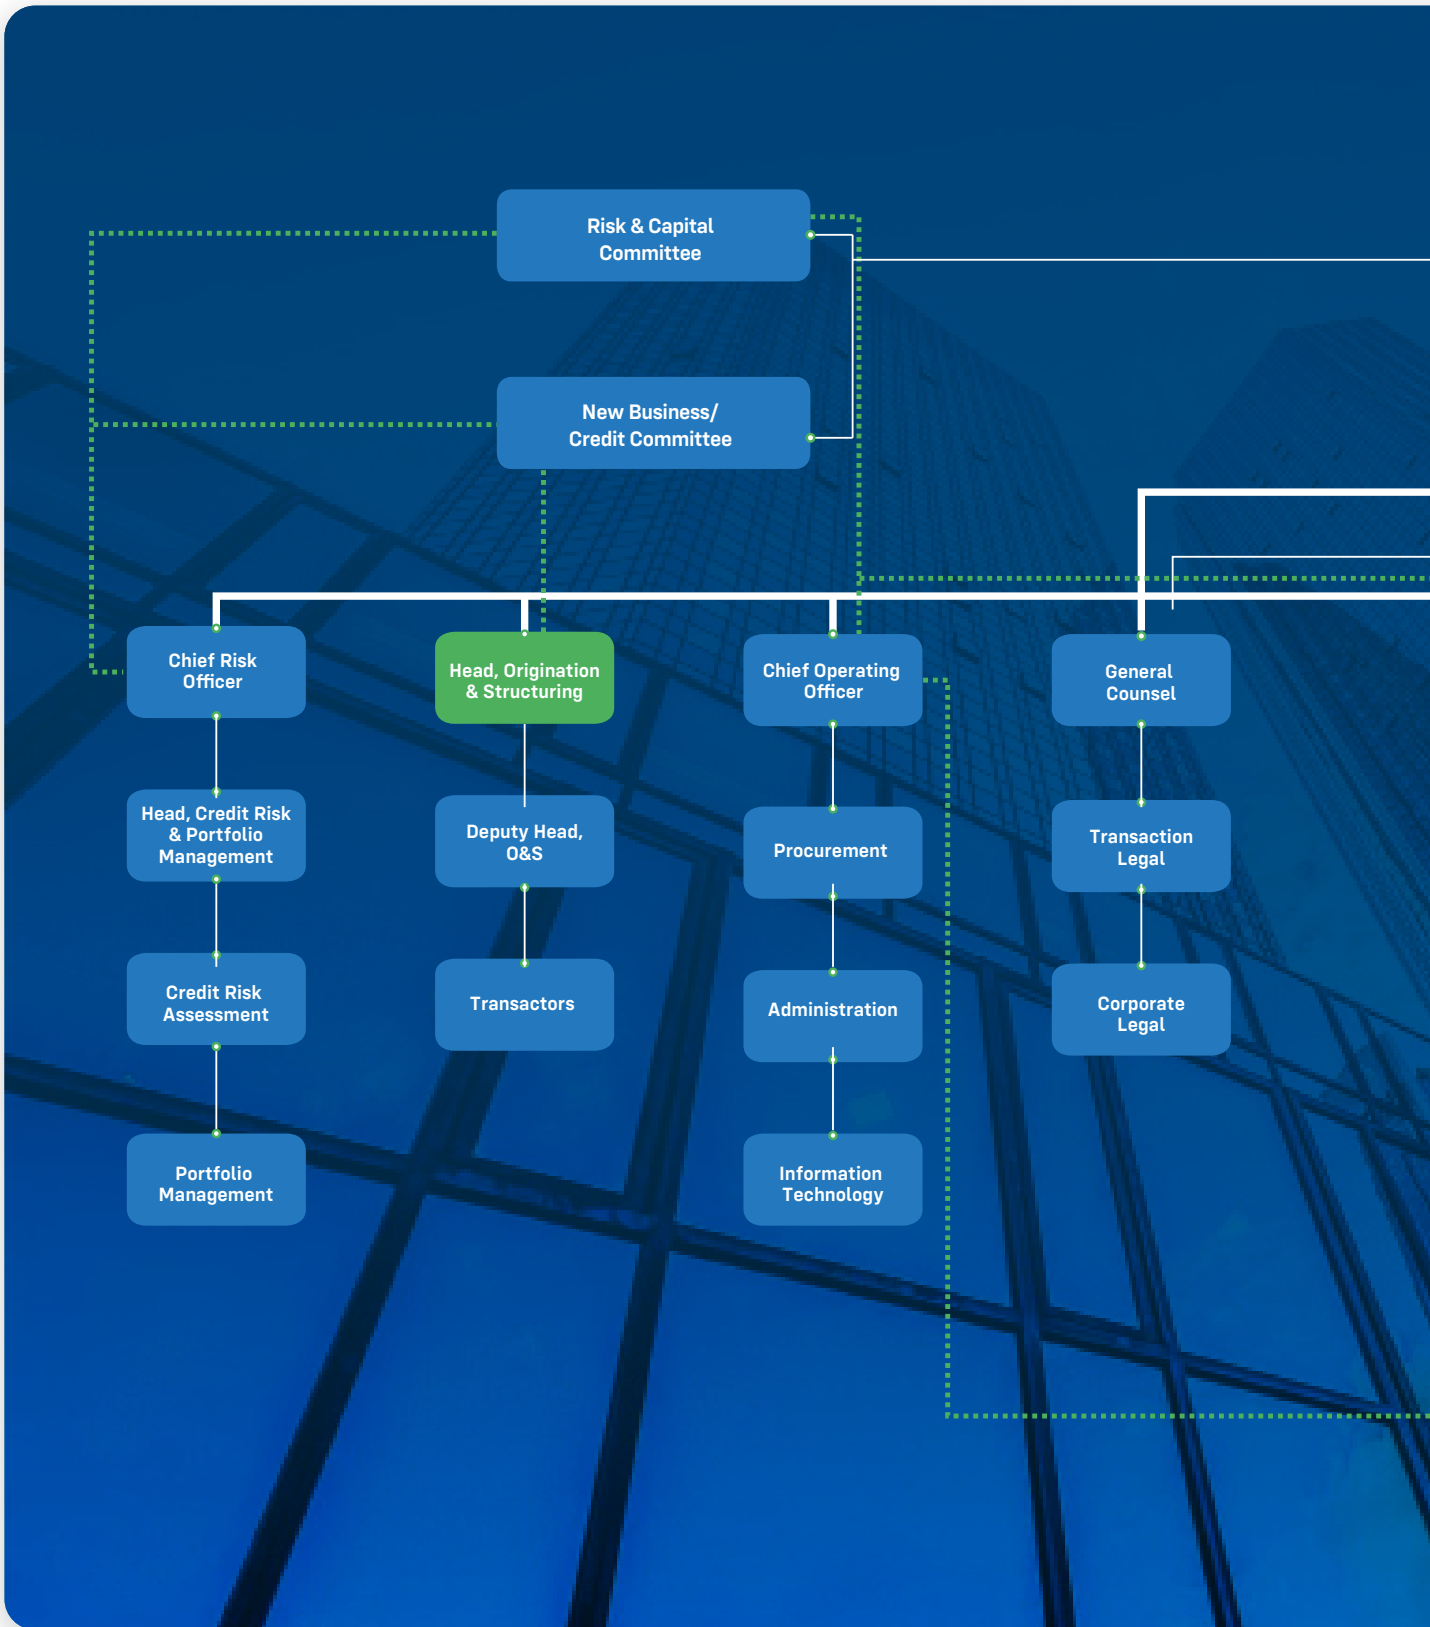 Risk & Capital
Committee
New Business/
Credit Committee
Chief Risk
Officer
Head, Origination
& Structuring
Chief Operating
Officer
General
Counsel
Head, Credit Risk
& Portfolio
Management
Deputy Head,
O&S
Procurement
Transaction
Legal
Credit Risk
Assessment
Transactors
Administration
Corporate
Legal
Portfolio
Management
Information
Technology